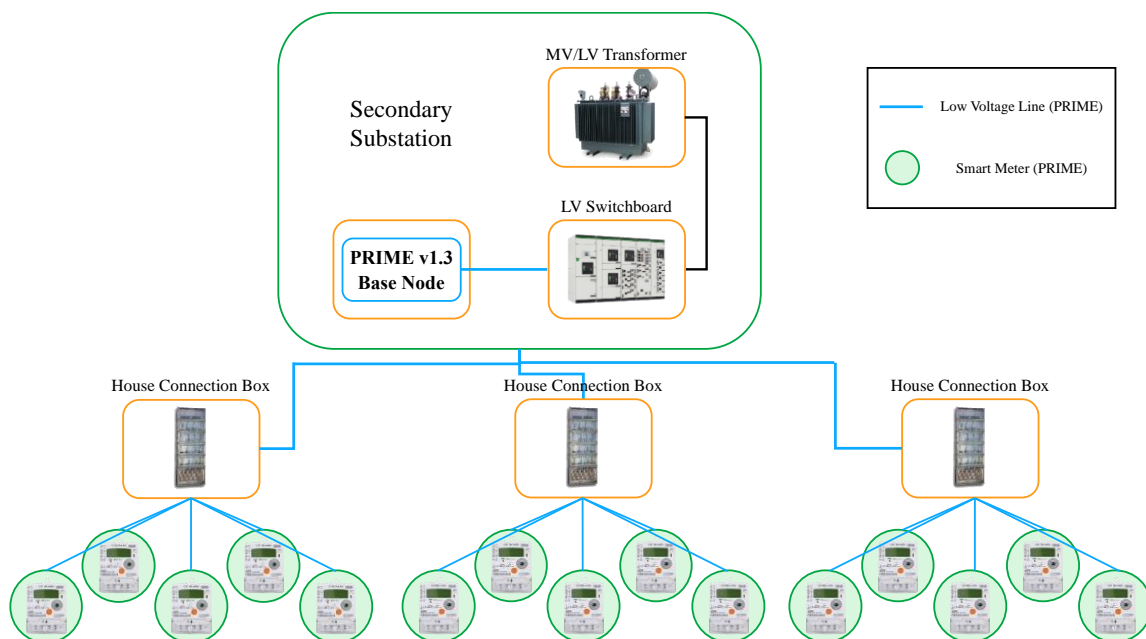 MV/LV Transformer
Secondary
Substation
LV Switchboard
PRIME v1.3
Base Node
Low Voltage Line (PRIME)
Smart Meter (PRIME)
House Connection Box
House Connection Box
House Connection Box